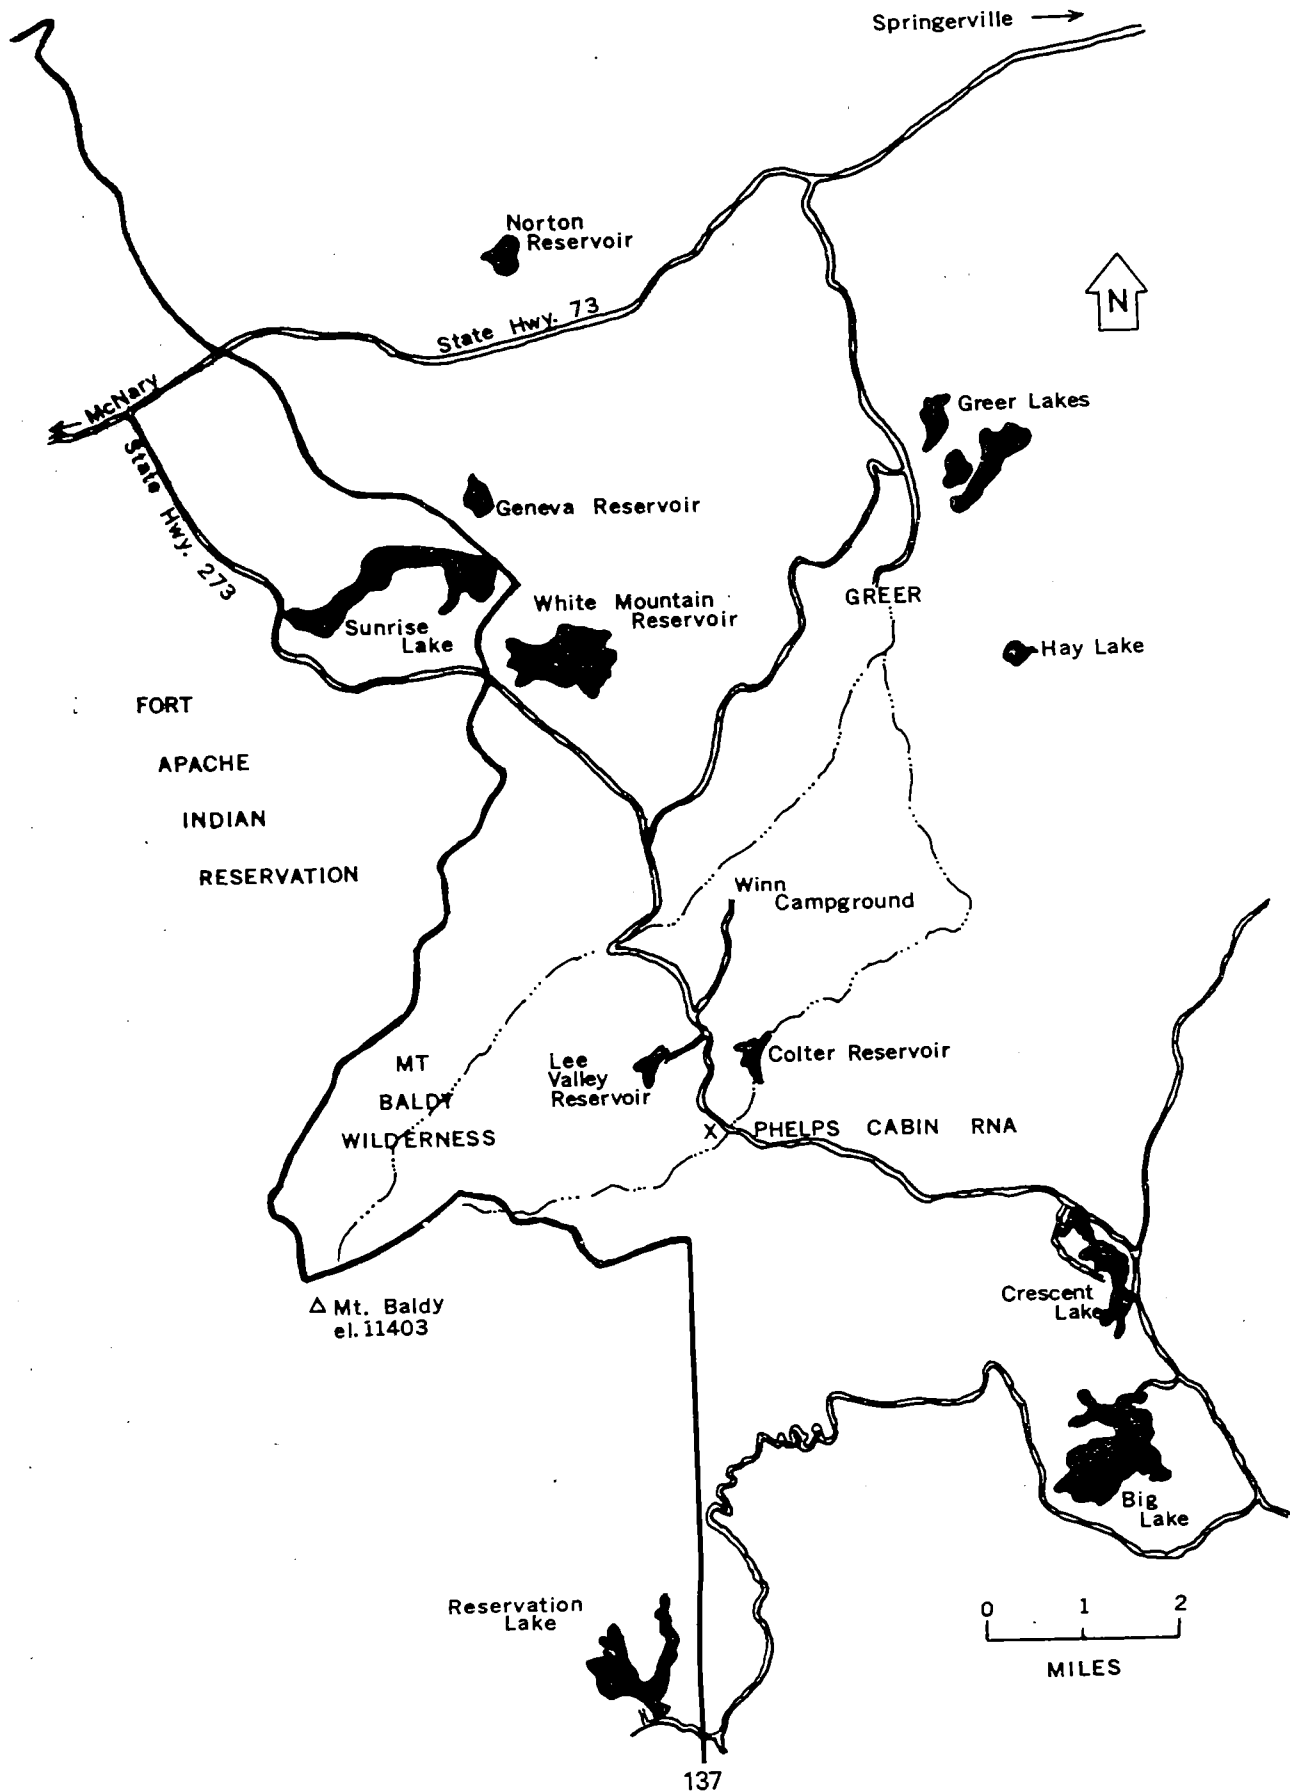 Springerville
Norton
Reservoir
N
State Hwy. 73
McNary
Greer Lakes
State Hwy. 273
Geneva Reservoir
GREER
White Mountain
Reservoir
Sunrise
Lake
Hay Lake
FORT
APACHE
INDIAN
RESERVATION
Winn
Campground
MT
BALDY
WILDERNESS
Lee
Valley
Reservoir
Colter Reservoir
X PHELPS CABIN RNA
Crescent
Lake
Mt. Baldy
el. 11403
Big
Lake
Reservation
Lake
0 1 2
MILES
137